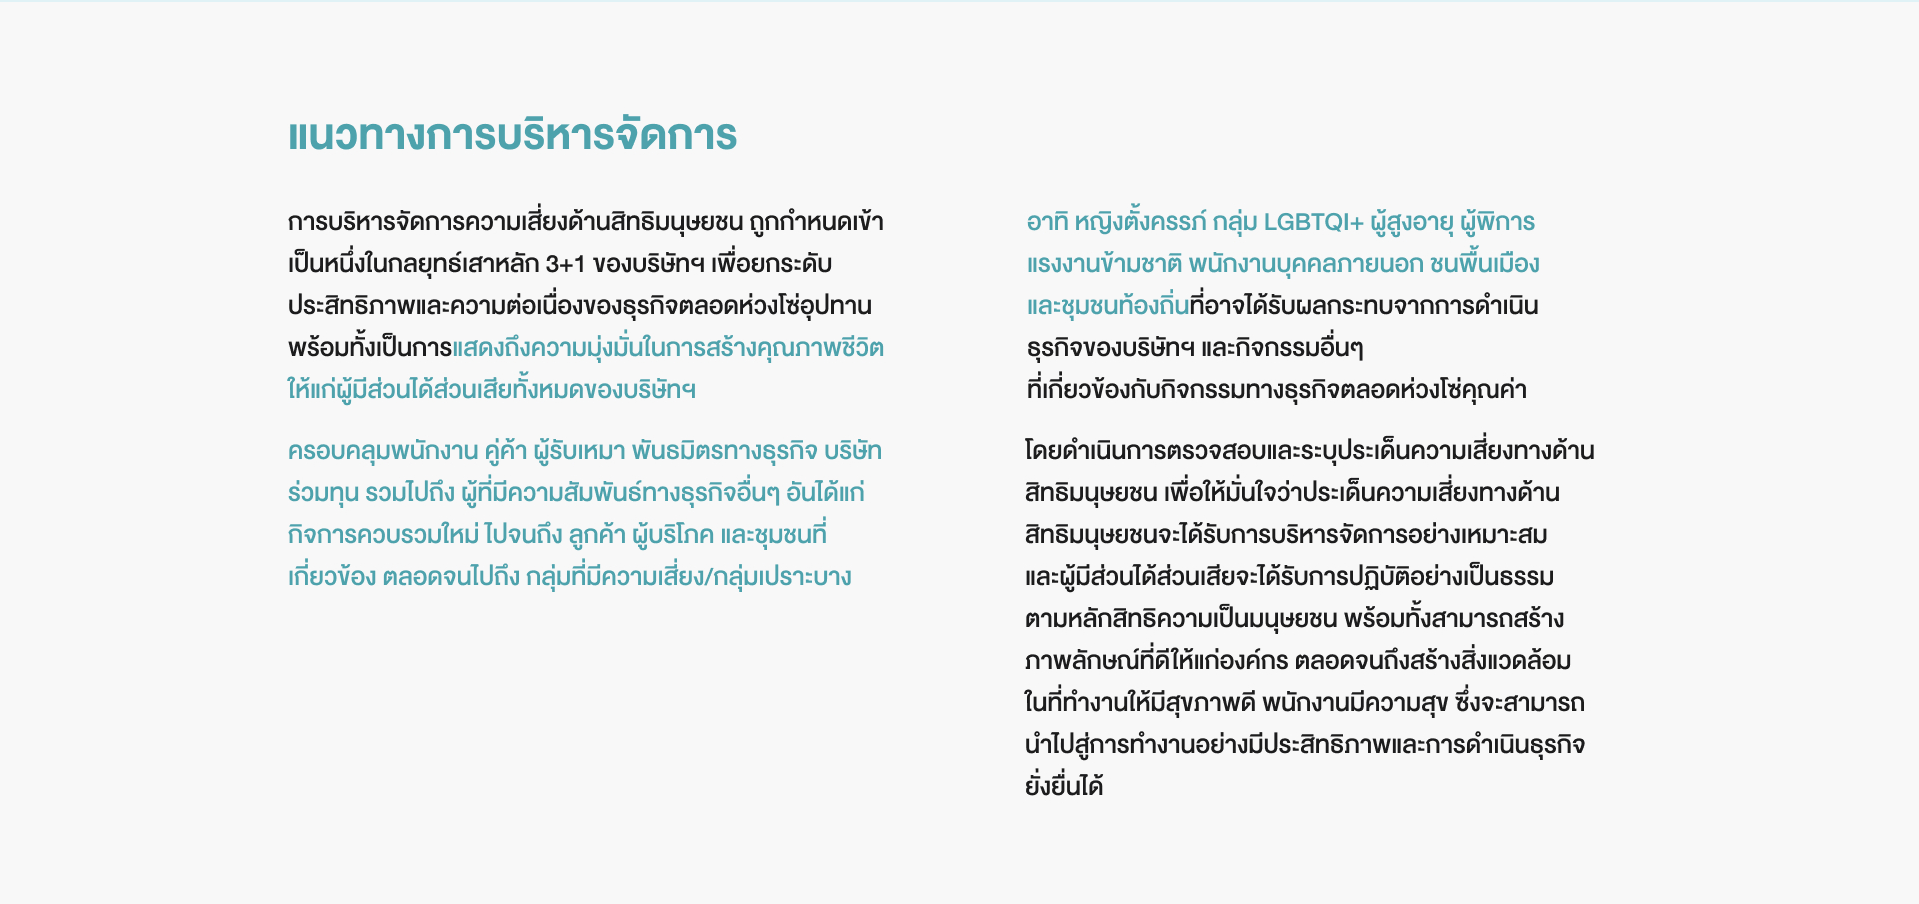 แนวทางการบริหารจัดการ
การบริหารจัดการความเสี่ยงด้านสิทธิมนุษยชน ถูกกำหนดเข้า
เป็นหนึ่งในกลยุทธ์เสาหลัก 3+1 ของบริษัทฯ เพื่อยกระดับ
ประสิทธิภาพและความต่อเนื่องของธุรกิจตลอดห่วงโซ่อุปทาน
พร้อมทั้งเป็นการแสดงถึงความมุ่งมั่นในการสร้างคุณภาพชีวิต
ให้แก่ผู้มีส่วนได้ส่วนเสียทั้งหมดของบริษัทฯ
ครอบคลุมพนักงาน คู่ค้า ผู้รับเหมา พันธมิตรทางธุรกิจ บริษัท
ร่วมทุน รวมไปถึง ผู้ที่มีความสัมพันธ์ทางธุรกิจอื่นๆ อันได้แก่
กิจการควบรวมใหม่ ไปจนถึง ลูกค้า ผู้บริโภค และชุมชนที่
เกี่ยวข้อง ตลอดจนไปถึง กลุ่มที่มีความเสี่ยง/กลุ่มเปราะบาง
อาทิ หญิงตั้งครรภ์ กลุ่ม LGBTQI+ ผู้สูงอายุ ผู้พิการ
แรงงานข้ามชาติ พนักงานบุคคลภายนอก ชนพื้นเมือง
และชุมชนท้องถิ่นที่อาจได้รับผลกระทบจากการดำเนิน
ธุรกิจของบริษัทฯ และกิจกรรมอื่นๆ
ที่เกี่ยวข้องกับกิจกรรมทางธุรกิจตลอดห่วงโซ่คุณค่า
โดยดำเนินการตรวจสอบและระบุประเด็นความเสี่ยงทางด้าน
สิทธิมนุษยชน เพื่อให้มั่นใจว่าประเด็นความเสี่ยงทางด้าน
สิทธิมนุษยชนจะได้รับการบริหารจัดการอย่างเหมาะสม
และผู้มีส่วนได้ส่วนเสียจะได้รับการปฏิบัติอย่างเป็นธรรม
ตามหลักสิทธิความเป็นมนุษยชน พร้อมทั้งสามารถสร้าง
ภาพลักษณ์ที่ดีให้แก่องค์กร ตลอดจนถึงสร้างสิ่งแวดล้อม
ในที่ทำงานให้มีสุขภาพดี พนักงานมีความสุข ซึ่งจะสามารถ
นำไปสู่การทำงานอย่างมีประสิทธิภาพและการดำเนินธุรกิจ
ยั่งยื่นได้